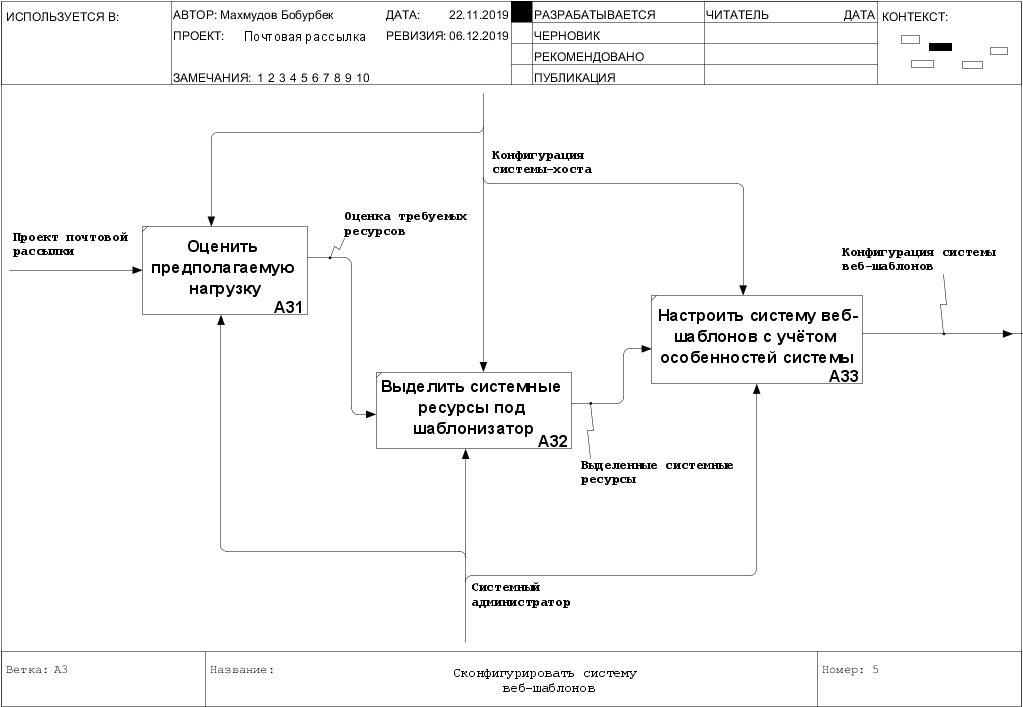 ИСПОЛЬЗУЕТСЯ В:
АВТОР: Махмудов Бобурбек
ДАТА: 22.11.2019
РАЗРАБАТЫВАЕТСЯ
ЧИТАТЕЛЬ
ДАТА
КОНТЕКСТ:
ПРОЕКТ: Почтовая рассылка
РЕВИЗИЯ: 06.12.2019
ЧЕРНОВИК
РЕКОМЕНДОВАНО
ЗАМЕЧАНИЯ: 1 2 3 4 5 6 7 8 9 10
ПУБЛИКАЦИЯ
Конфигурация
системы-хоста
Проект почтовой
рассылки
Оценить
предполагаемую
нагрузку
A31
Оценка требуемых
ресурсов
Конфигурация системы
веб-шаблонов
Настроить систему веб-
шаблонов с учётом
особенностей системы
A33
Выделить системные
ресурсы под
шаблонизатор
A32
Выделенные системные
ресурсы
Системный
администратор
Ветка: A3
Название:
Сконфигурировать систему
веб-шаблонов
Номер: 5